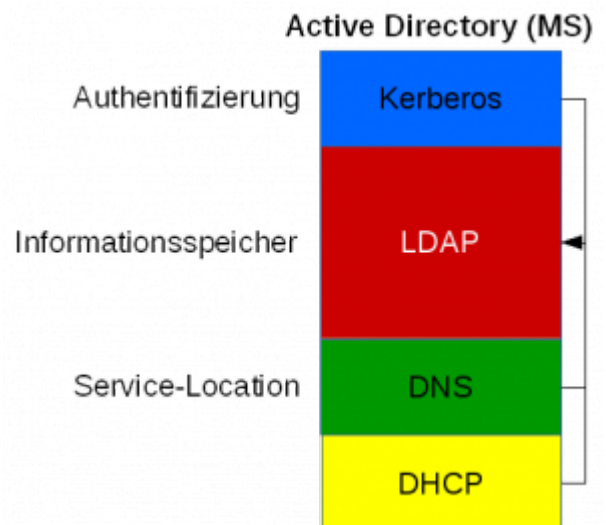 Active Directory (MS)
Authentifizierung Kerberos
Informationsspeicher LDAP
Service-Location DNS
DHCP